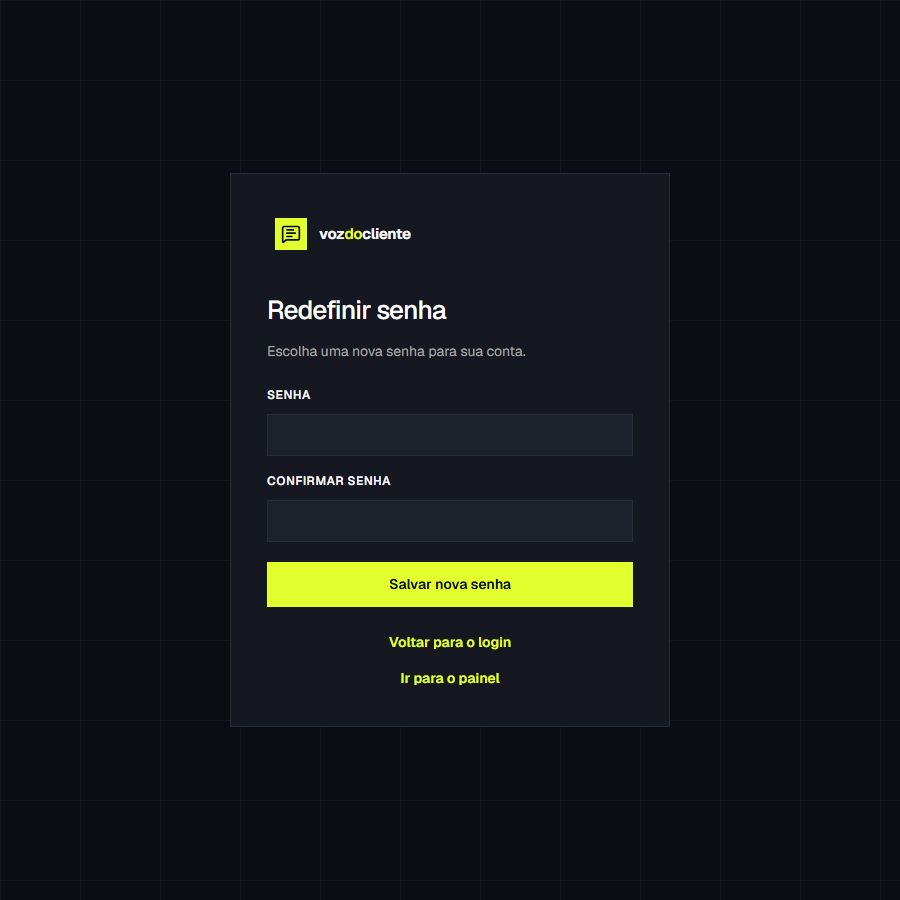 vozdocliente
Redefinir senha
Escolha uma nova senha para sua conta.
SENHA
CONFIRMAR SENHA
Salvar nova senha
Voltar para o login
Ir para o painel